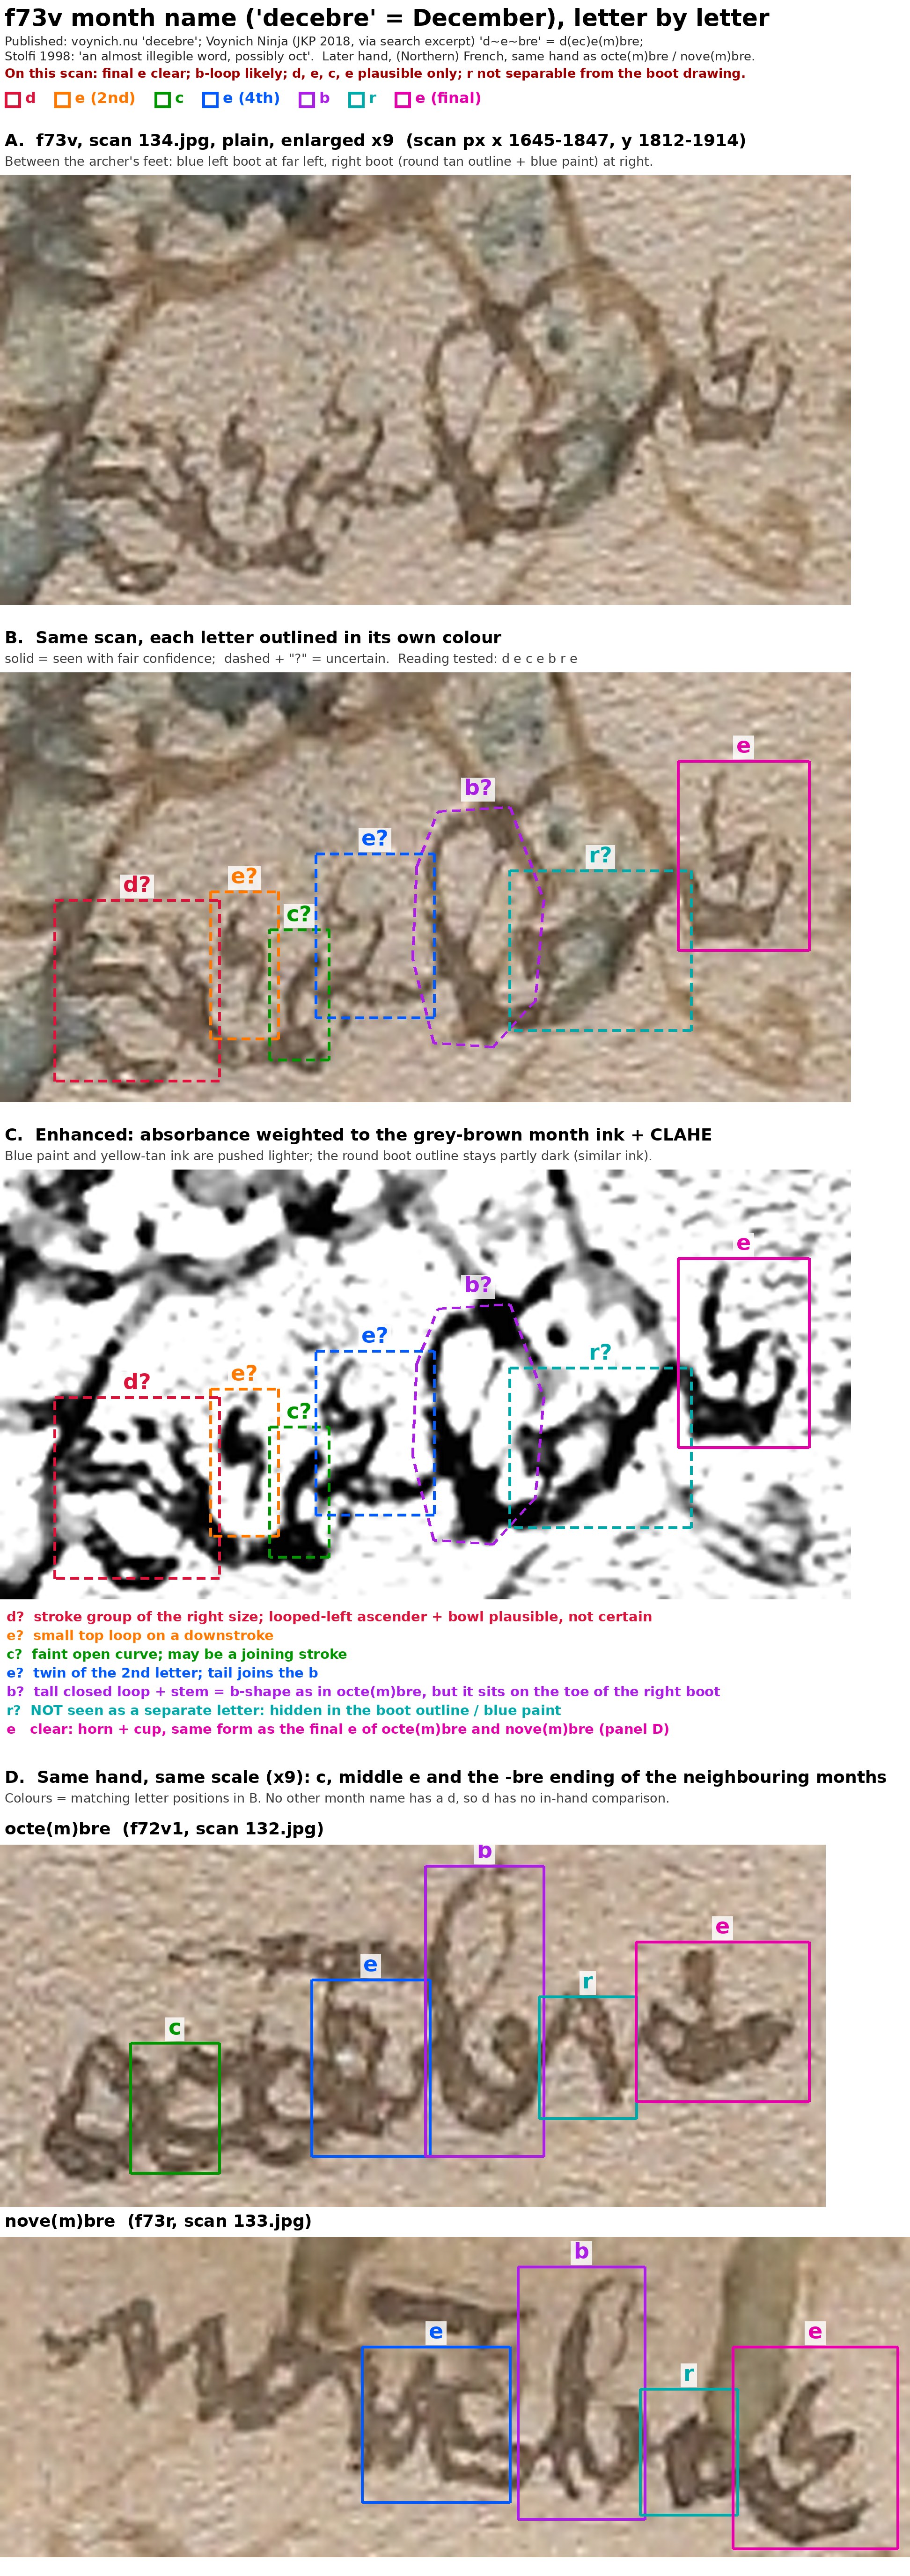 f73v month name ('decebre' = December), letter by letter
Published: voynich.nu 'decebre'; Voynich Ninja (JKP 2018, via search excerpt) 'd~e~bre' = d(ec)e(m)bre;
Stolfi 1998: 'an almost illegible word, possibly oct'. Later hand, (Northern) French, same hand as octe(m)bre / nove(m)bre.
On this scan: final e clear; b-loop likely; d, e, c, e plausible only; r not separable from the boot drawing.
d e (2nd) c e (4th) b r e (final)
A. f73v, scan 134.jpg, plain, enlarged x9 (scan px x 1645-1847, y 1812-1914)
Between the archer's feet: blue left boot at far left, right boot (round tan outline + blue paint) at right.
B. Same scan, each letter outlined in its own colour
solid = seen with fair confidence; dashed + "?" = uncertain. Reading tested: d e c e b r e
d? e? c? e? b? r? e
C. Enhanced: absorbance weighted to the grey-brown month ink + CLAHE
Blue paint and yellow-tan ink are pushed lighter; the round boot outline stays partly dark (similar ink).
d? e? c? e? b? r? e
d? stroke group of the right size; looped-left ascender + bowl plausible, not certain
e? small top loop on a downstroke
c? faint open curve; may be a joining stroke
e? twin of the 2nd letter; tail joins the b
b? tall closed loop + stem = b-shape as in octe(m)bre, but it sits on the toe of the right boot
r? NOT seen as a separate letter: hidden in the boot outline / blue paint
e clear: horn + cup, same form as the final e of octe(m)bre and nove(m)bre (panel D)
D. Same hand, same scale (x9): c, middle e and the -bre ending of the neighbouring months
Colours = matching letter positions in B. No other month name has a d, so d has no in-hand comparison.
octe(m)bre (f72v1, scan 132.jpg)
c e b r e
nove(m)bre (f73r, scan 133.jpg)
e b r e